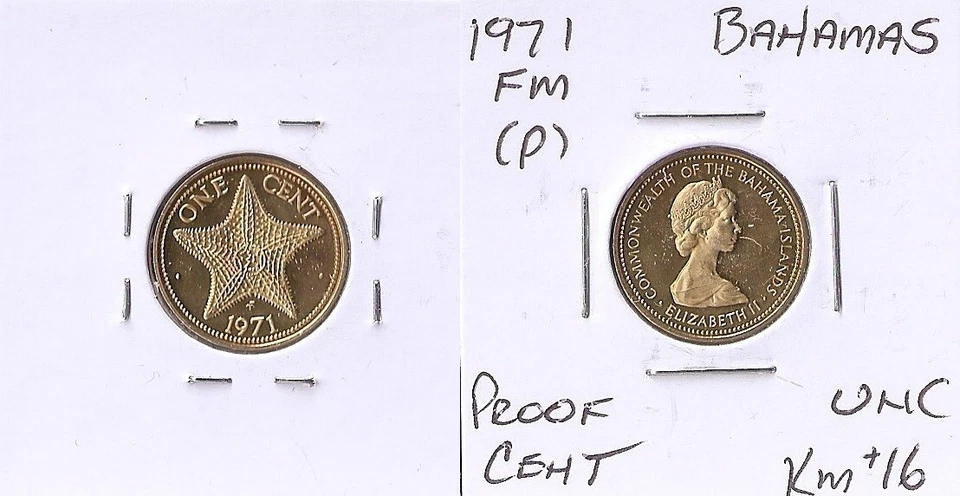 ONE CENT
1971
1971 BAHAMAS
FM
(P)
COMMONWEALTH OF THE BAHAMA ISLANDS
ELIZABETH II
PROOF UNC
CENT Km #16